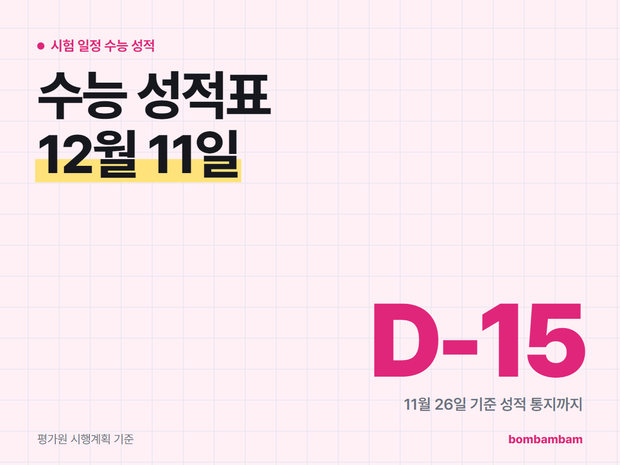 시험 일정 수능 성적
수능 성적표
12월 11일
D-15
11월 26일 기준 성적 통지까지
평가원 시행계획 기준
bombambam